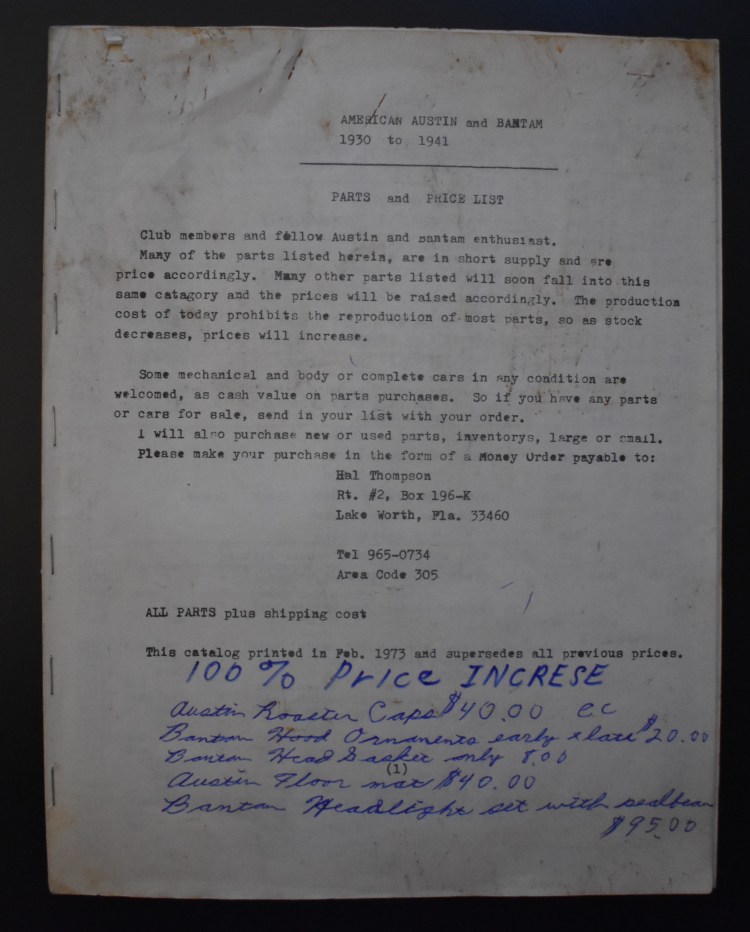 AMERICAN AUSTIN and BANTAM
1930 to 1941
PARTS and PRICE LIST
Club members and fellow Austin and Bantam enthusiast.
Many of the parts listed herein, are in short supply and are
price accordingly. Many other parts listed will soon fall into this
same catagory and the prices will be raised accordingly. The production
cost of today prohibits the reproduction of most parts, so as stock
decreases, prices will increase.
Some mechanical and body or complete cars in any condition are
welcomed, as cash value on parts purchases. So if you have any parts
or cars for sale, send in your list with your order.
I will also purchase new or used parts, inventorys, large or small.
Please make your purchase in the form of a Money Order payable to:
Hal Thompson
Rt. #2, Box 196-K
Lake Worth, Fla. 33460
Tel 965-0734
Area Code 305
ALL PARTS plus shipping cost
This catalog printed in Feb. 1973 and supersedes all previous prices.
100% Price INCRESE
Austin Rooster Caps $40.00 ec
Bantam Hood Ornaments early & late $20.00
Bantam Head Gasket only 8.00
(1)
Austin Floor mat $40.00
Bantam Headlight set with sealbeam
$95.00